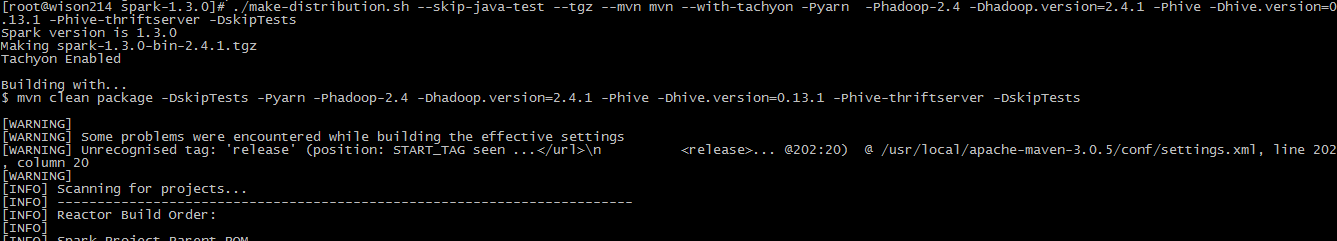 [root@wison214 spark-1.3.0]# ./make-distribution.sh --skip-java-test --tgz --mvn mvn --with-tachyon -Pyarn  -Phadoop-2.4 -Dhadoop.version=2.4.1 -Phive -Dhive.version=0
.13.1 -Phive-thriftserver -DskipTests
Spark version is 1.3.0
Making spark-1.3.0-bin-2.4.1.tgz
Tachyon Enabled
Building with...
$ mvn clean package -DskipTests -Pyarn -Phadoop-2.4 -Dhadoop.version=2.4.1 -Phive -Dhive.version=0.13.1 -Phive-thriftserver -DskipTests
[WARNING]
[WARNING] Some problems were encountered while building the effective settings
[WARNING] Unrecognised tag: 'release' (position: START_TAG seen ...</url>\n          <release>... @202:20)  @ /usr/local/apache-maven-3.0.5/conf/settings.xml, line 202
, column 20
[WARNING]
[INFO] Scanning for projects...
[INFO] ------------------------------------------------------------------------
[INFO] Reactor Build Order:
[INFO]
[INFO] Spark Project Parent POM